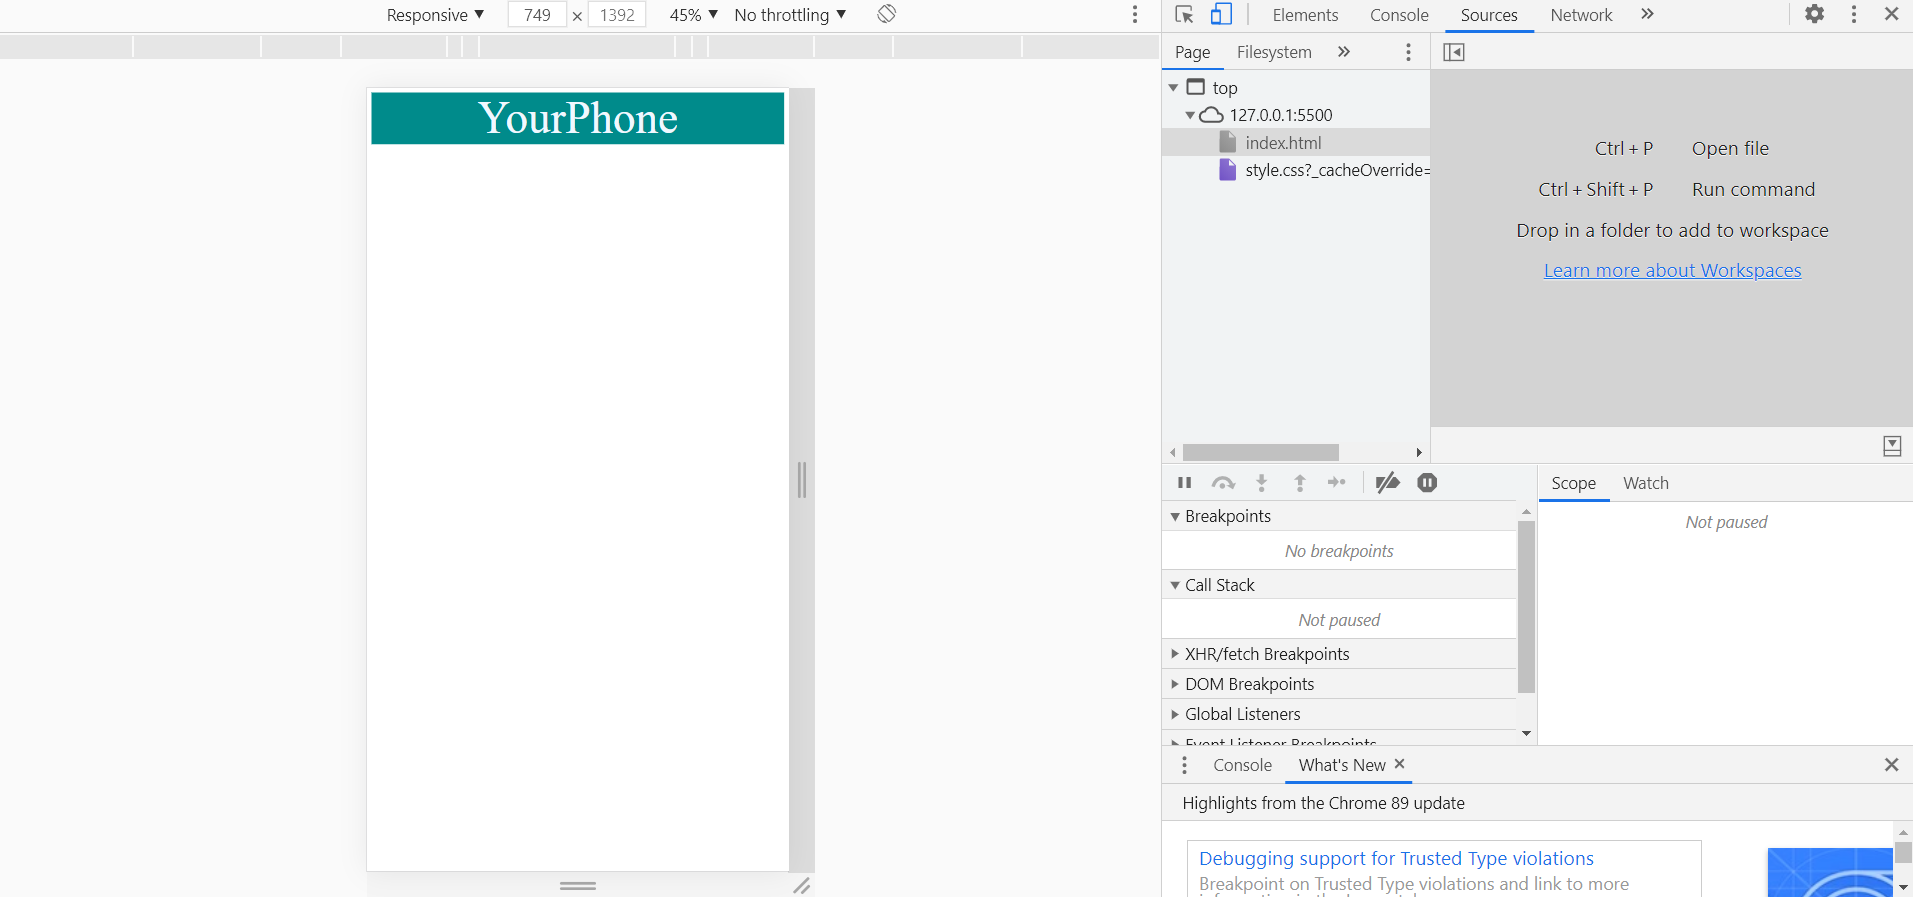 Responsive ▼ 749 × 1392 45% ▼ No throttling ▼
Elements Console Sources Network »
Page Filesystem »
YourPhone
top
127.0.0.1:5500
index.html
style.css?_cacheOverride=
Ctrl + P Open file
Ctrl + Shift + P Run command
Drop in a folder to add to workspace
Learn more about Workspaces
Scope Watch
Not paused
Breakpoints
No breakpoints
Call Stack
Not paused
XHR/fetch Breakpoints
DOM Breakpoints
Global Listeners
Event Listener Breakpoints
Console What's New ×
Highlights from the Chrome 89 update
Debugging support for Trusted Type violations
Breakpoint on Trusted Type violations and link to more